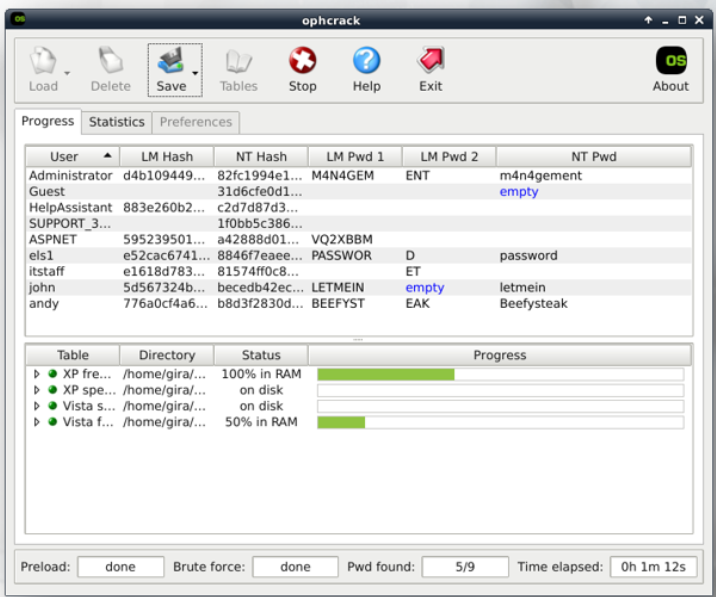 ophcrack
Load Delete Save Tables Stop Help Exit About
Progress Statistics Preferences
User LM Hash NT Hash LM Pwd 1 LM Pwd 2 NT Pwd
Administrator d4b109449... 82fc1994e1... M4N4GEM ENT m4n4gement
Guest 31d6cfe0d1... empty
HelpAssistant 883e260b2... c2d7d87d3...
SUPPORT_3... 1f0bb5c386...
ASPNET 595239501... a42888d01... VQ2XBBM
els1 e52cac6741... 8846f7eaee... PASSWOR D password
itstaff e1618d783... 81574ff0c8... ET
john 5d567324b... becedb42ec... LETMEIN empty letmein
andy 776a0cf4a6... b8d3f2830d... BEEFYST EAK Beefysteak
Table Directory Status Progress
XP fre... /home/gira/... 100% in RAM
XP spe... /home/gira/... on disk
Vista s... /home/gira/... on disk
Vista f... /home/gira/... 50% in RAM
Preload: done Brute force: done Pwd found: 5/9 Time elapsed: 0h 1m 12s